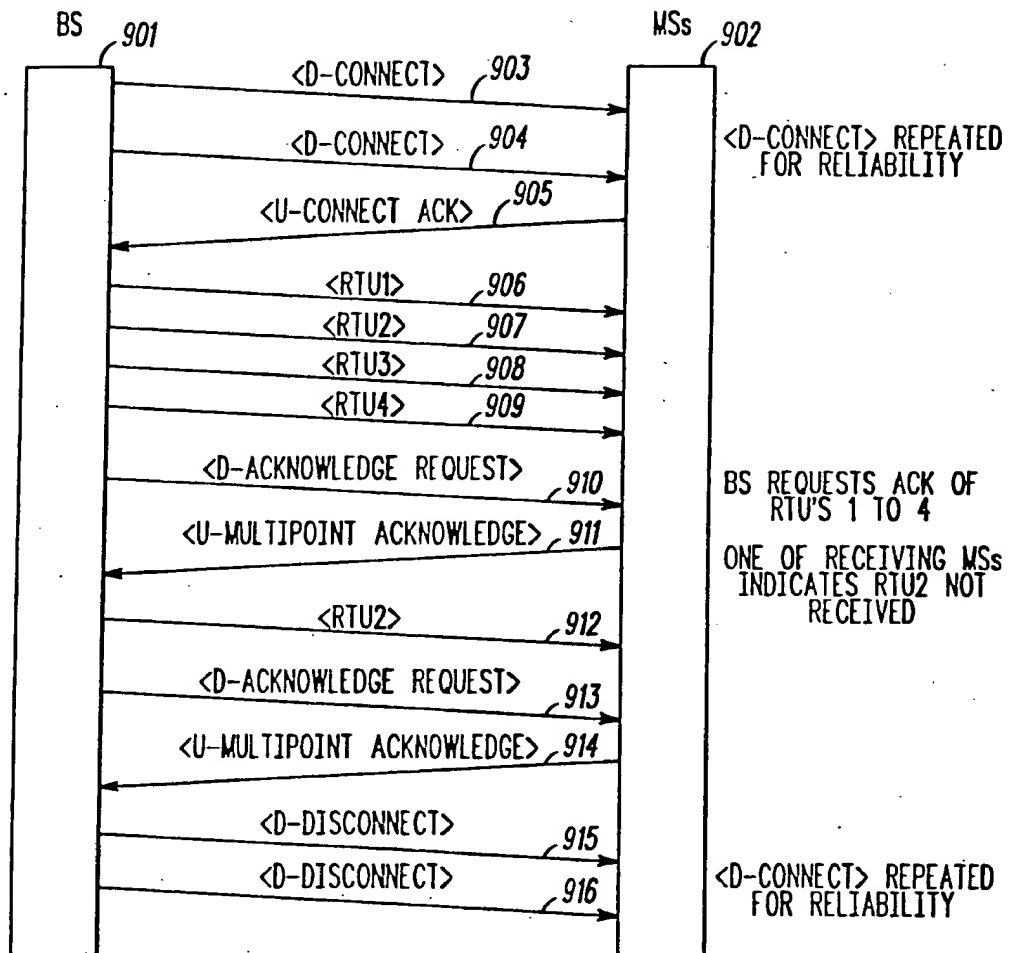 BS
901
MSs
902
<D-CONNECT>
903
<D-CONNECT>
904
<D-CONNECT> REPEATED
FOR RELIABILITY
<U-CONNECT ACK>
905
<RTU1>
906
<RTU2>
907
<RTU3>
908
<RTU4>
909
<D-ACKNOWLEDGE REQUEST>
910
BS REQUESTS ACK OF
RTU'S 1 TO 4
<U-MULTIPOINT ACKNOWLEDGE>
911
ONE OF RECEIVING MSs
INDICATES RTU2 NOT
RECEIVED
<RTU2>
912
<D-ACKNOWLEDGE REQUEST>
913
<U-MULTIPOINT ACKNOWLEDGE>
914
<D-DISCONNECT>
915
<D-DISCONNECT>
916
<D-CONNECT> REPEATED
FOR RELIABILITY